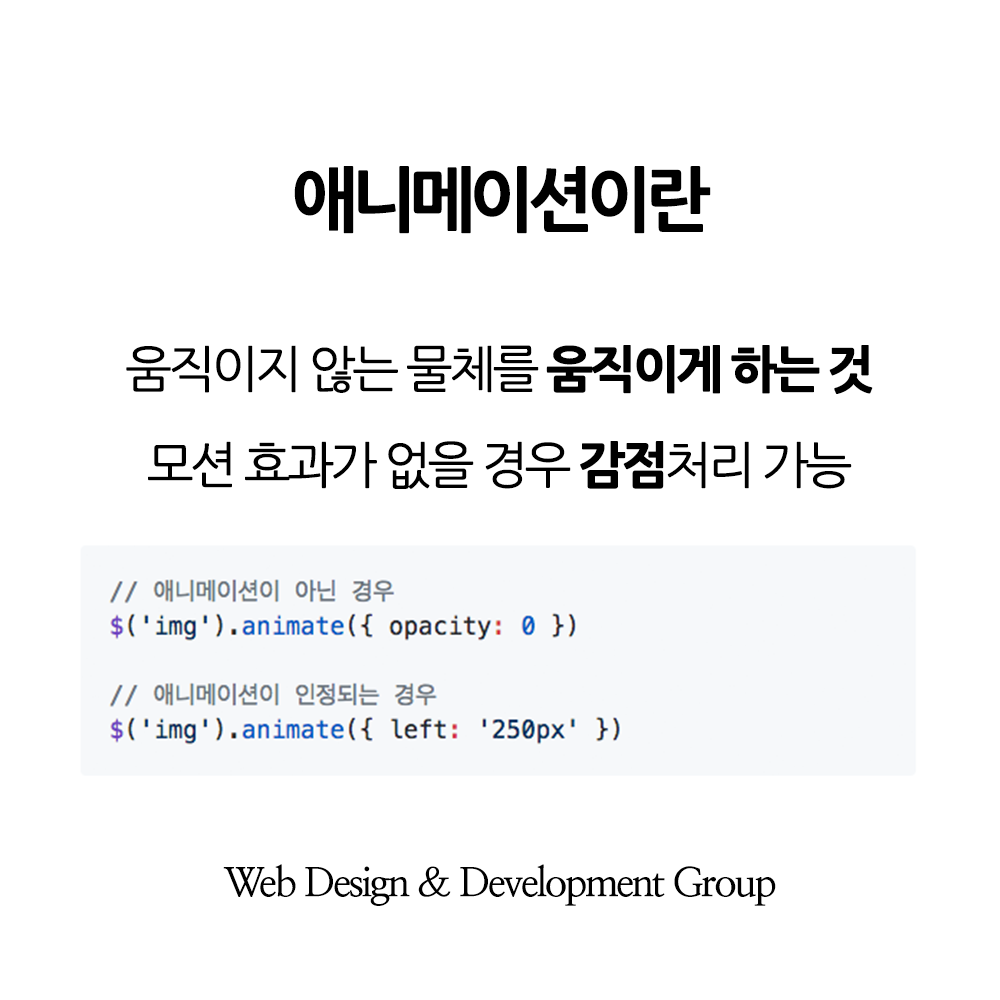 애니메이션이란
움직이지 않는 물체를 움직이게 하는 것
모션 효과가 없을 경우 감점처리 가능
// 애니메이션이 아닌 경우
$('img').animate({ opacity: 0 })
// 애니메이션이 인정되는 경우
$('img').animate({ left: '250px' })
Web Design & Development Group